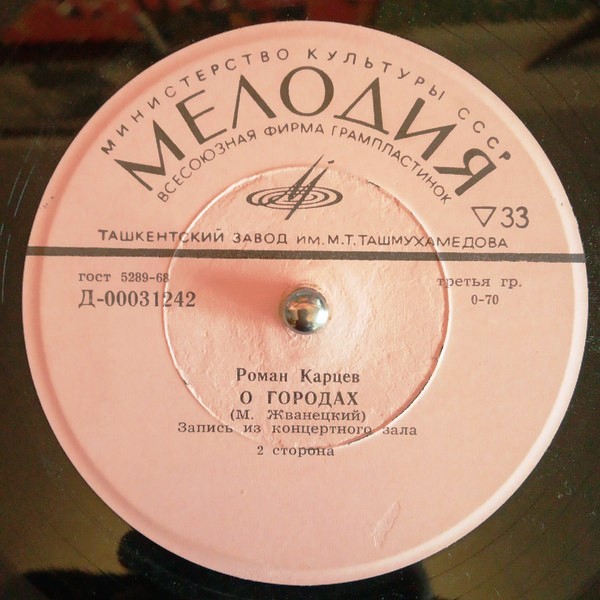 МИНИСТЕРСТВО КУЛЬТУРЫ СССР
МЕЛОДИЯ
ВСЕСОЮЗНАЯ ФИРМА ГРАМПЛАСТИНОК
▽33
ТАШКЕНТСКИЙ ЗАВОД ИМ. М.Т.ТАШМУХАМЕДОВА
гост 5289-68
Д-00031242
третья гр.
0-70
Роман Карцев
О ГОРОДАХ
(М. Жванецкий)
Запись из концертного зала
2 сторона